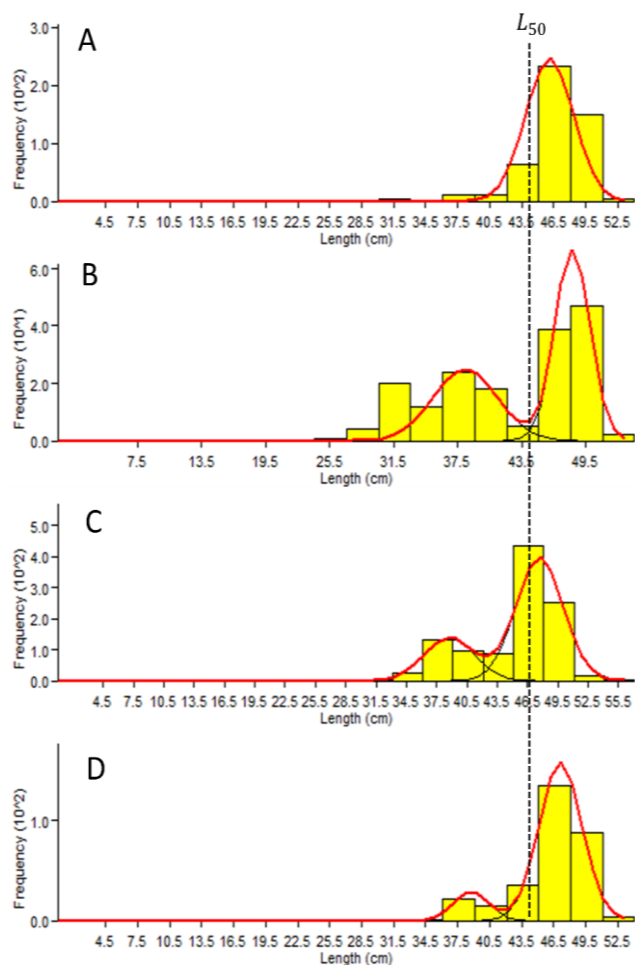 L50
A
Frequency (10^2)
3.0
2.0
1.0
0.0
4.5 7.5 10.5 13.5 16.5 19.5 22.5 25.5 28.5 31.5 34.5 37.5 40.5 43.5 46.5 49.5 52.5
Length (cm)
B
Frequency (10^1)
6.0
4.0
2.0
0.0
7.5 13.5 19.5 25.5 31.5 37.5 43.5 49.5
Length (cm)
C
Frequency (10^2)
5.0
4.0
3.0
2.0
1.0
0.0
4.5 7.5 10.5 13.5 16.5 19.5 22.5 25.5 28.5 31.5 34.5 37.5 40.5 43.5 46.5 49.5 52.5 55.5
Length (cm)
D
Frequency (10^2)
1.0
0.0
4.5 7.5 10.5 13.5 16.5 19.5 22.5 25.5 28.5 31.5 34.5 37.5 40.5 43.5 46.5 49.5 52.5
Length (cm)